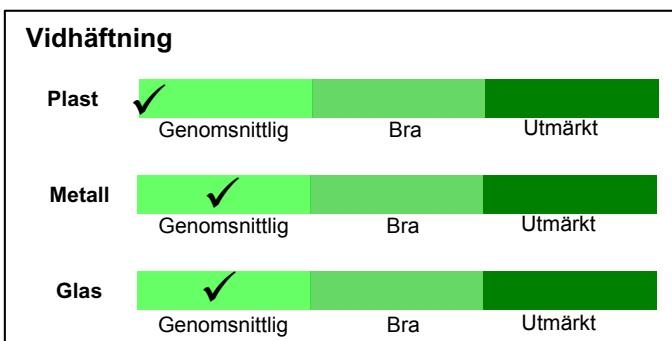 Vidhäftning
Plast
Genomsnittlig Bra Utmärkt
Metall
Genomsnittlig Bra Utmärkt
Glas
Genomsnittlig Bra Utmärkt